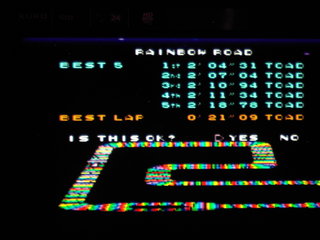 RAINBOW ROAD
BEST 5 1st 2' 04" 31 TOAD
2nd 2' 07" 04 TOAD
3rd 2' 10" 94 TOAD
4th 2' 11" 34 TOAD
5th 2' 18" 78 TOAD
BEST LAP 0' 21" 09 TOAD
IS THIS OK? YES NO